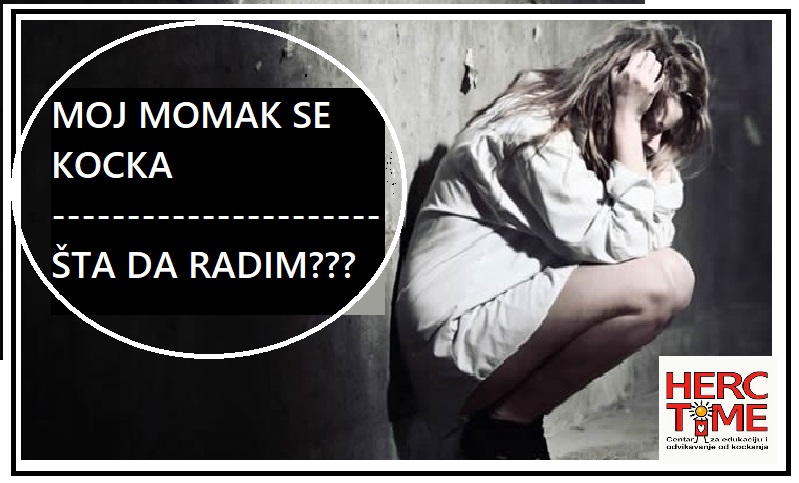 MOJ MOMAK SE
KOCKA
-----------------------
ŠTA DA RADIM???
HERC
TIME
Centar za edukaciju i
odvikavanje od kockanja